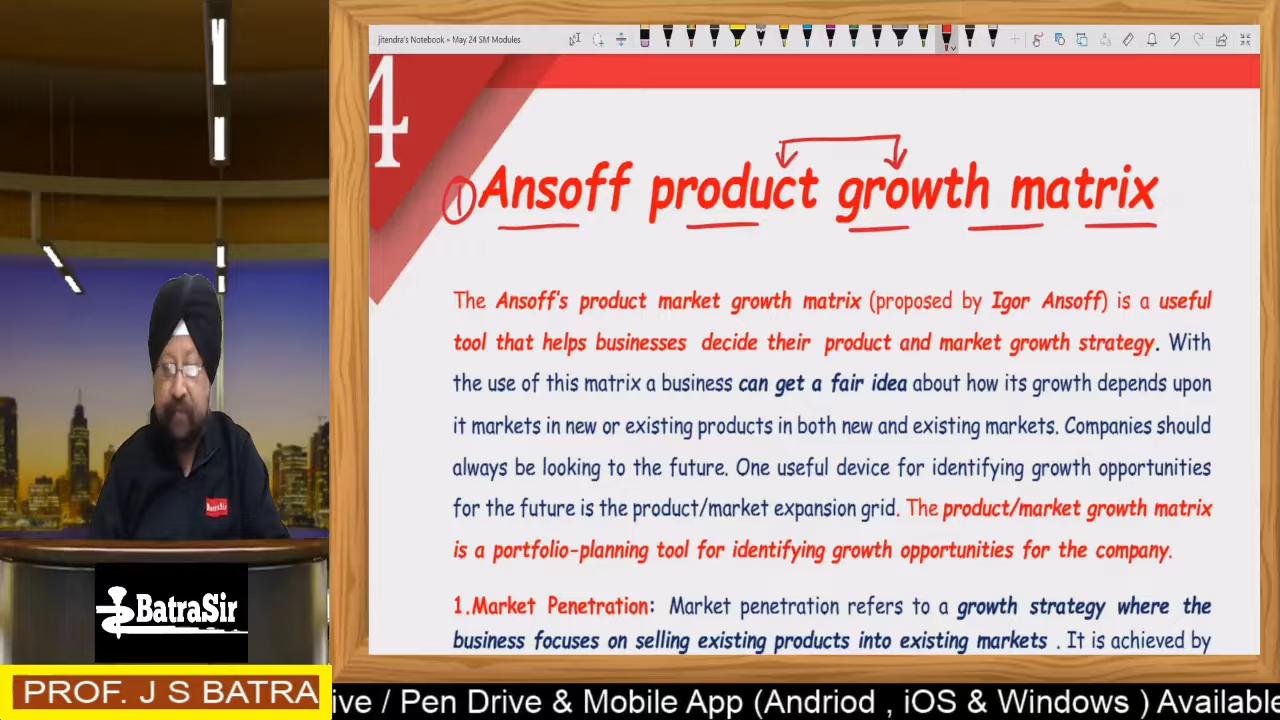 jitendra's Notebook » May 24 SM Modules
4
1 Ansoff product growth matrix
The Ansoff's product market growth matrix (proposed by Igor Ansoff) is a useful
tool that helps businesses decide their product and market growth strategy. With
the use of this matrix a business can get a fair idea about how its growth depends upon
it markets in new or existing products in both new and existing markets. Companies should
always be looking to the future. One useful device for identifying growth opportunities
for the future is the product/market expansion grid. The product/market growth matrix
is a portfolio-planning tool for identifying growth opportunities for the company.
1.Market Penetration: Market penetration refers to a growth strategy where the
business focuses on selling existing products into existing markets . It is achieved by
BatraSir
BatraSir
PROF. J S BATRA
ive / Pen Drive & Mobile App (Andriod , iOS & Windows ) Available